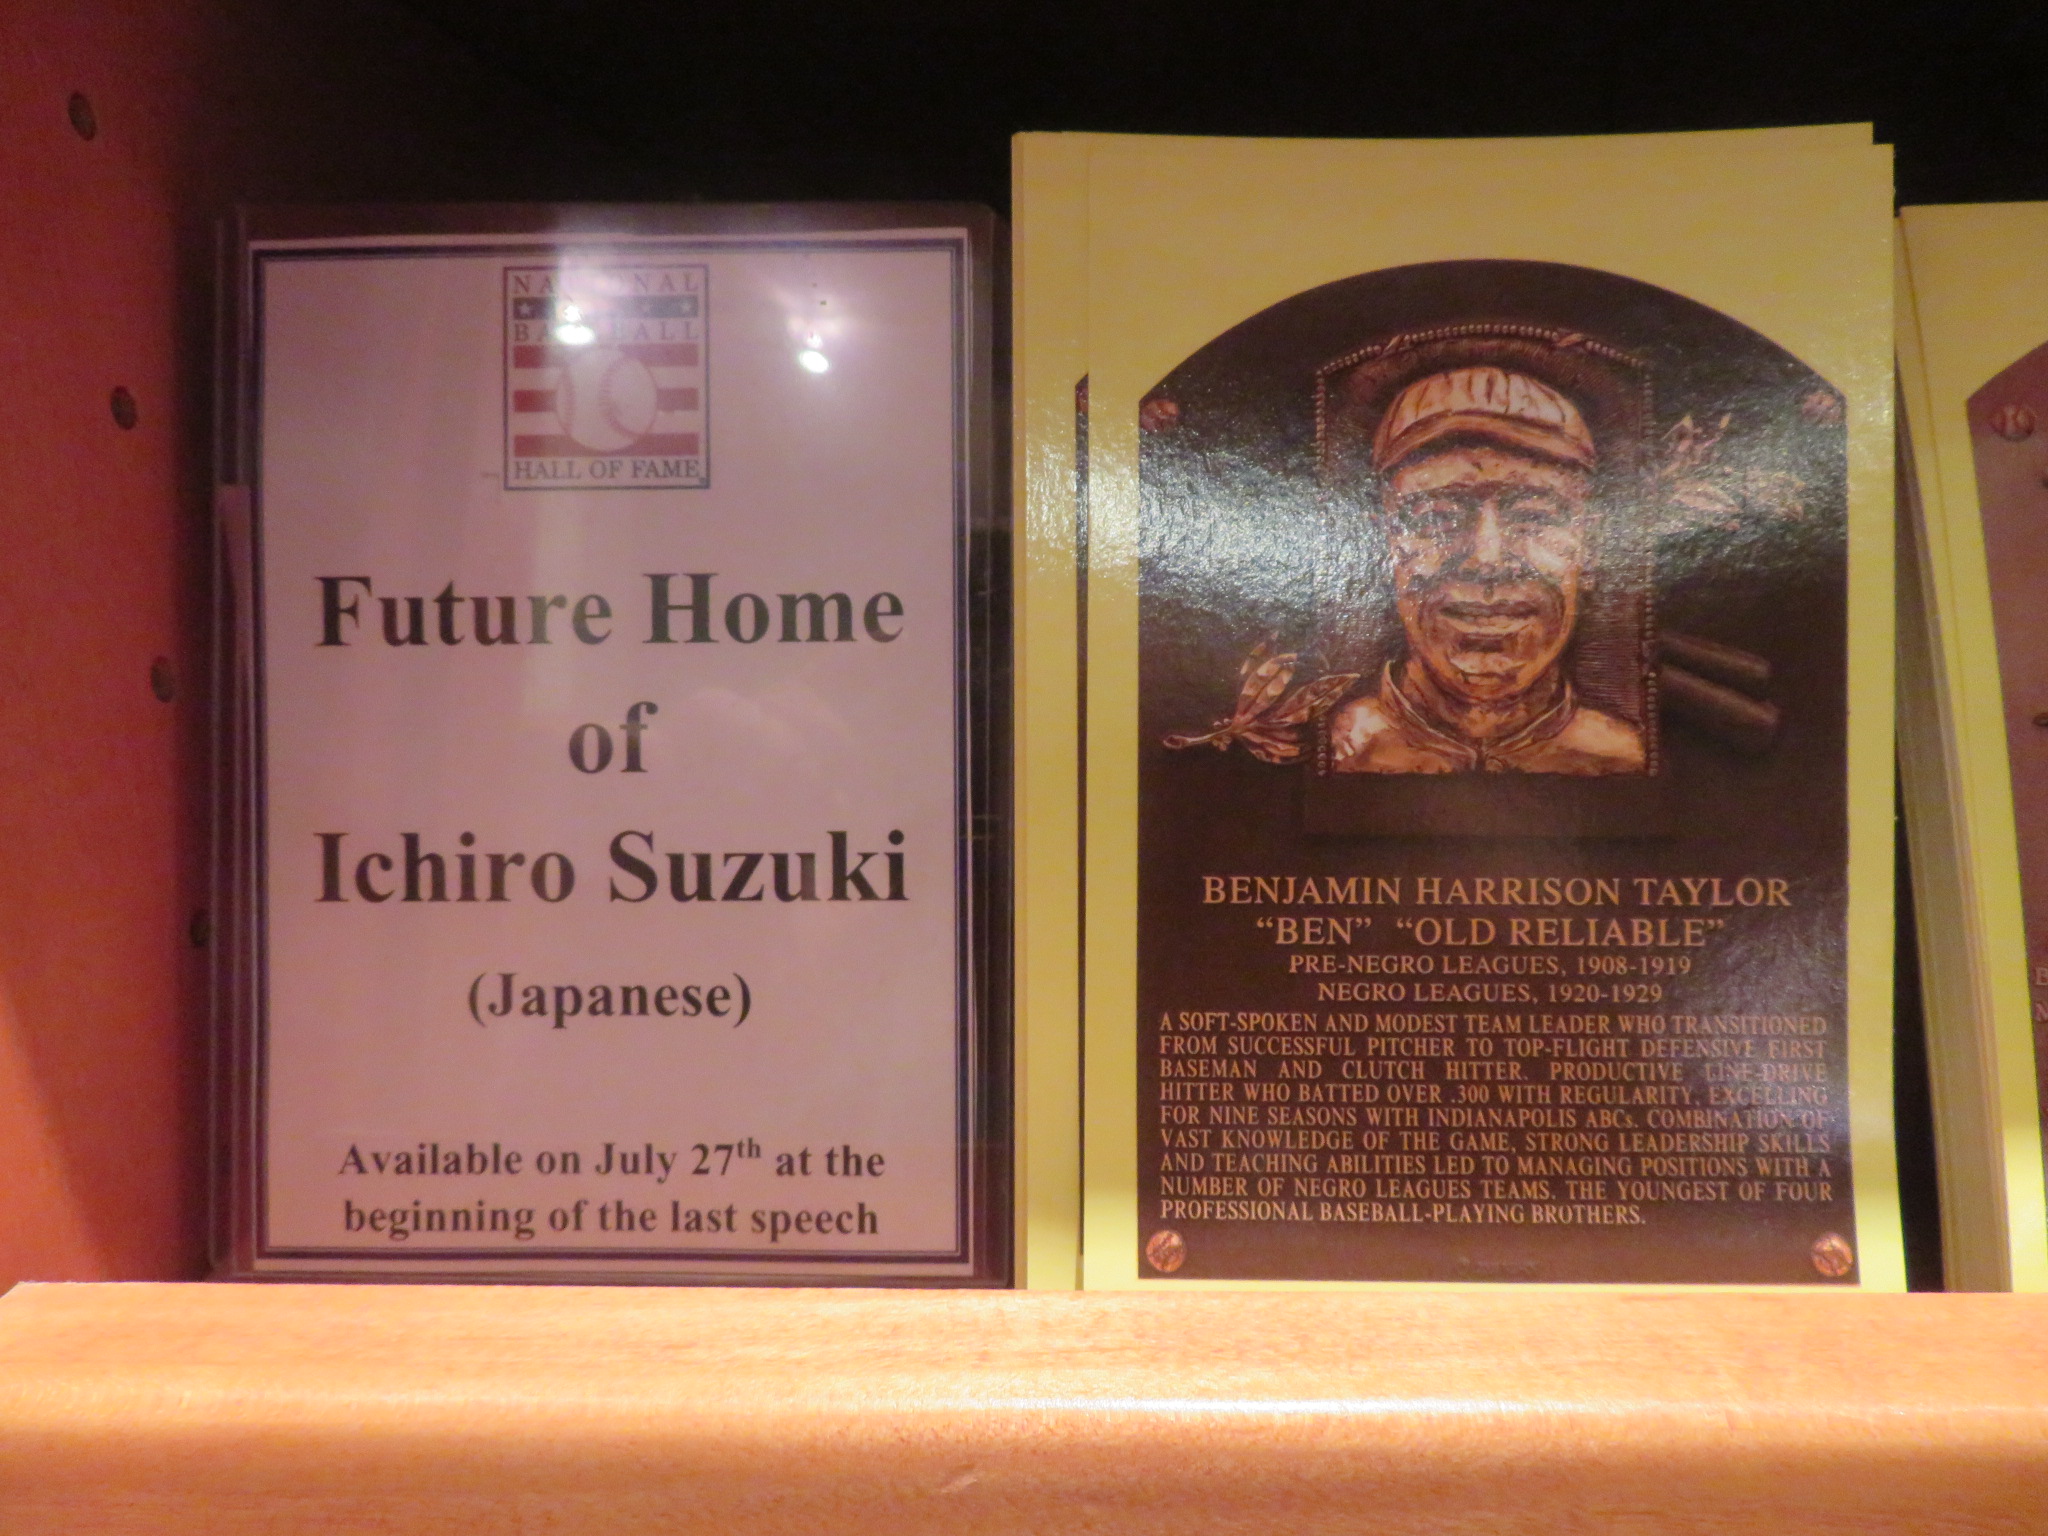 NATIONAL
BASEBALL
HALL OF FAME
Future Home
of
Ichiro Suzuki
(Japanese)
Available on July 27th at the
beginning of the last speech
BENJAMIN HARRISON TAYLOR
“BEN” “OLD RELIABLE”
PRE-NEGRO LEAGUES, 1908-1919
NEGRO LEAGUES, 1920-1929
A SOFT-SPOKEN AND MODEST TEAM LEADER WHO TRANSITIONED
FROM SUCCESSFUL PITCHER TO TOP-FLIGHT DEFENSIVE FIRST
BASEMAN AND CLUTCH HITTER. PRODUCTIVE LINE-DRIVE
HITTER WHO BATTED OVER .300 WITH REGULARITY, EXCELLING
FOR NINE SEASONS WITH INDIANAPOLIS ABCs. COMBINATION OF
VAST KNOWLEDGE OF THE GAME, STRONG LEADERSHIP SKILLS
AND TEACHING ABILITIES LED TO MANAGING POSITIONS WITH A
NUMBER OF NEGRO LEAGUES TEAMS. THE YOUNGEST OF FOUR
PROFESSIONAL BASEBALL-PLAYING BROTHERS.